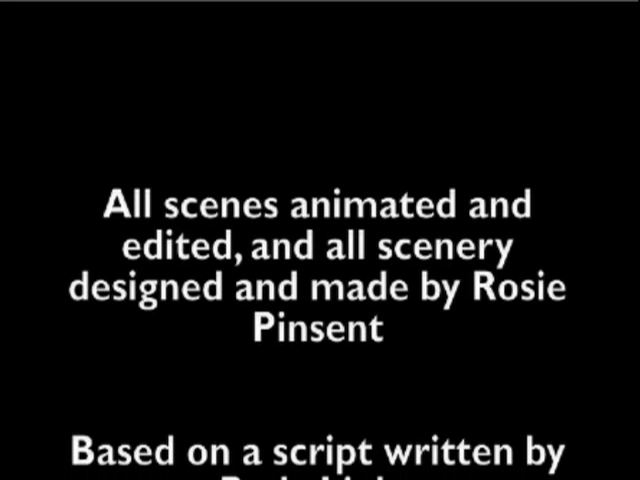 All scenes animated and
edited, and all scenery
designed and made by Rosie
Pinsent
Based on a script written by